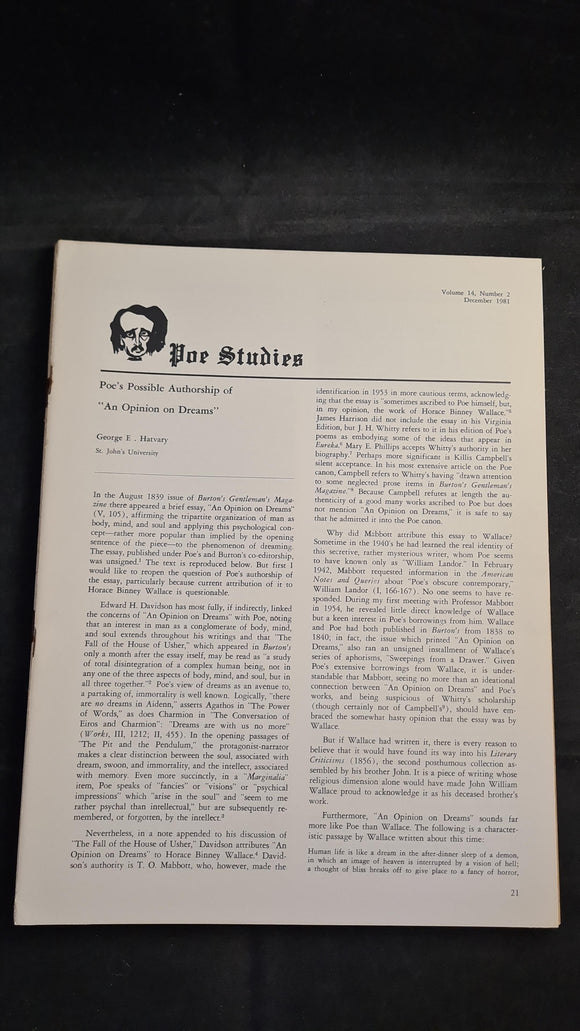 Volume 14, Number 2
December 1981
Poe Studies
Poe's Possible Authorship of
"An Opinion on Dreams"
George E. Hatvary
St. John's University
In the August 1839 issue of Burton's Gentleman's Maga-
zine there appeared a brief essay, "An Opinion on Dreams"
(V, 105), affirming the tripartite organization of man as
body, mind, and soul and applying this psychological con-
cept—rather more popular than implied by the opening
sentence of the piece—to the phenomenon of dreaming.
The essay, published under Poe's and Burton's co-editorship,
was unsigned.1 The text is reproduced below. But first I
would like to reopen the question of Poe's authorship of
the essay, particularly because current attribution of it to
Horace Binney Wallace is questionable.
Edward H. Davidson has most fully, if indirectly, linked
the concerns of "An Opinion on Dreams" with Poe, noting
that an interest in man as a conglomerate of body, mind,
and soul extends throughout his writings and that "The
Fall of the House of Usher," which appeared in Burton's
only a month after the essay itself, may be read as "a study
of total disintegration of a complex human being, not in
any one of the three aspects of body, mind, and soul, but in
all three together."2 Poe's view of dreams as an avenue to,
a partaking of, immortality is well known. Logically, "there
are no dreams in Aidenn," asserts Agathos in "The Power
of Words," as does Charmion in "The Conversation of
Eiros and Charmion": "Dreams are with us no more"
(Works, III, 1212; II, 455). In the opening passages of
"The Pit and the Pendulum," the protagonist-narrator
makes a clear distinction between the soul, associated with
dream, swoon, and immortality, and the intellect, associated
with memory. Even more succinctly, in a "Marginalia"
item, Poe speaks of "fancies" or "visions" or "psychical
impressions" which "arise in the soul" and "seem to me
rather psychal than intellectual," but are subsequently re-
membered, or forgotten, by the intellect.3
Nevertheless, in a note appended to his discussion of
"The Fall of the House of Usher," Davidson attributes "An
Opinion on Dreams" to Horace Binney Wallace.4 David-
son's authority is T. O. Mabbott, who, however, made the
identification in 1953 in more cautious terms, acknowledg-
ing that the essay is "sometimes ascribed to Poe himself, but,
in my opinion, the work of Horace Binney Wallace."5
James Harrison did not include the essay in his Virginia
Edition, but J. H. Whitty refers to it in his edition of Poe's
poems as embodying some of the ideas that appear in
Eureka.6 Mary E. Phillips accepts Whitty's authority in her
biography.7 Perhaps more significant is Killis Campbell's
silent acceptance. In his most extensive article on the Poe
canon, Campbell refers to Whitty's having "drawn attention
to some neglected prose items in Burton's Gentleman's
Magazine."8 Because Campbell refutes at length the au-
thenticity of a good many works ascribed to Poe but does
not mention "An Opinion on Dreams," it is safe to say
that he admitted it into the Poe canon.
Why did Mabbott attribute this essay to Wallace?
Sometime in the 1940's he had learned the real identity of
this secretive, rather mysterious writer, whom Poe seems
to have known only as "William Landor." In February
1942, Mabbott requested information in the American
Notes and Queries about "Poe's obscure contemporary,"
William Landor (I, 166-167). No one seems to have re-
sponded. During my first meeting with Professor Mabbott
in 1954, he revealed little direct knowledge of Wallace
but a keen interest in Poe's borrowings from him. Wallace
and Poe had both published in Burton's from 1838 to
1840; in fact, the issue which printed "An Opinion on
Dreams," also ran an unsigned installment of Wallace's
series of aphorisms, "Sweepings from a Drawer." Given
Poe's extensive borrowings from Wallace, it is under-
standable that Mabbott, seeing no more than an ideational
connection between "An Opinion on Dreams" and Poe's
works, and being suspicious of Whitty's scholarship
(though certainly not of Campbell's9), should have em-
braced the somewhat hasty opinion that the essay was by
Wallace.
But if Wallace had written it, there is every reason to
believe that it would have found its way into his Literary
Criticisms (1856), the second posthumous collection as-
sembled by his brother John. It is a piece of writing whose
religious dimension alone would have made John William
Wallace proud to acknowledge it as his deceased brother's
work.
Furthermore, "An Opinion on Dreams" sounds far
more like Poe than Wallace. The following is a character-
istic passage by Wallace written about this time:
Human life is like a dream in the after-dinner sleep of a demon,
in which an image of heaven is interrupted by a vision of hell;
a thought of bliss breaks off to give place to a fancy of horror,
21